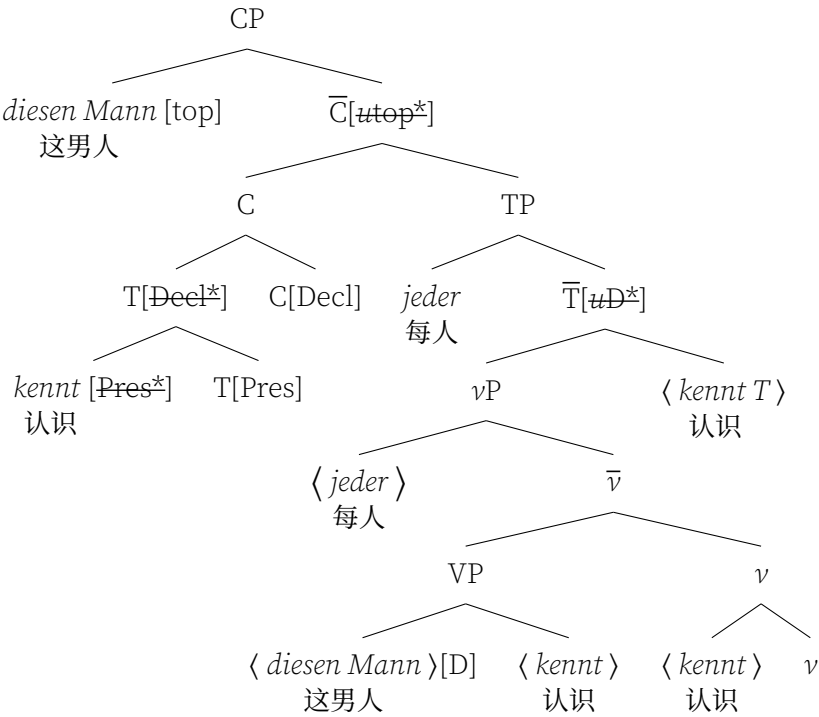 CP
diesen Mann [top] C̅[utop*]
这男人
C TP
T[Decl*] C[Decl] jeder T̅[uD*]
每人
kennt [Pres*] T[Pres] vP ⟨ kennt T ⟩
认识 认识
⟨ jeder ⟩ v̅
每人
VP v
⟨ diesen Mann ⟩[D] ⟨ kennt ⟩ ⟨ kennt ⟩ v
这男人 认识 认识